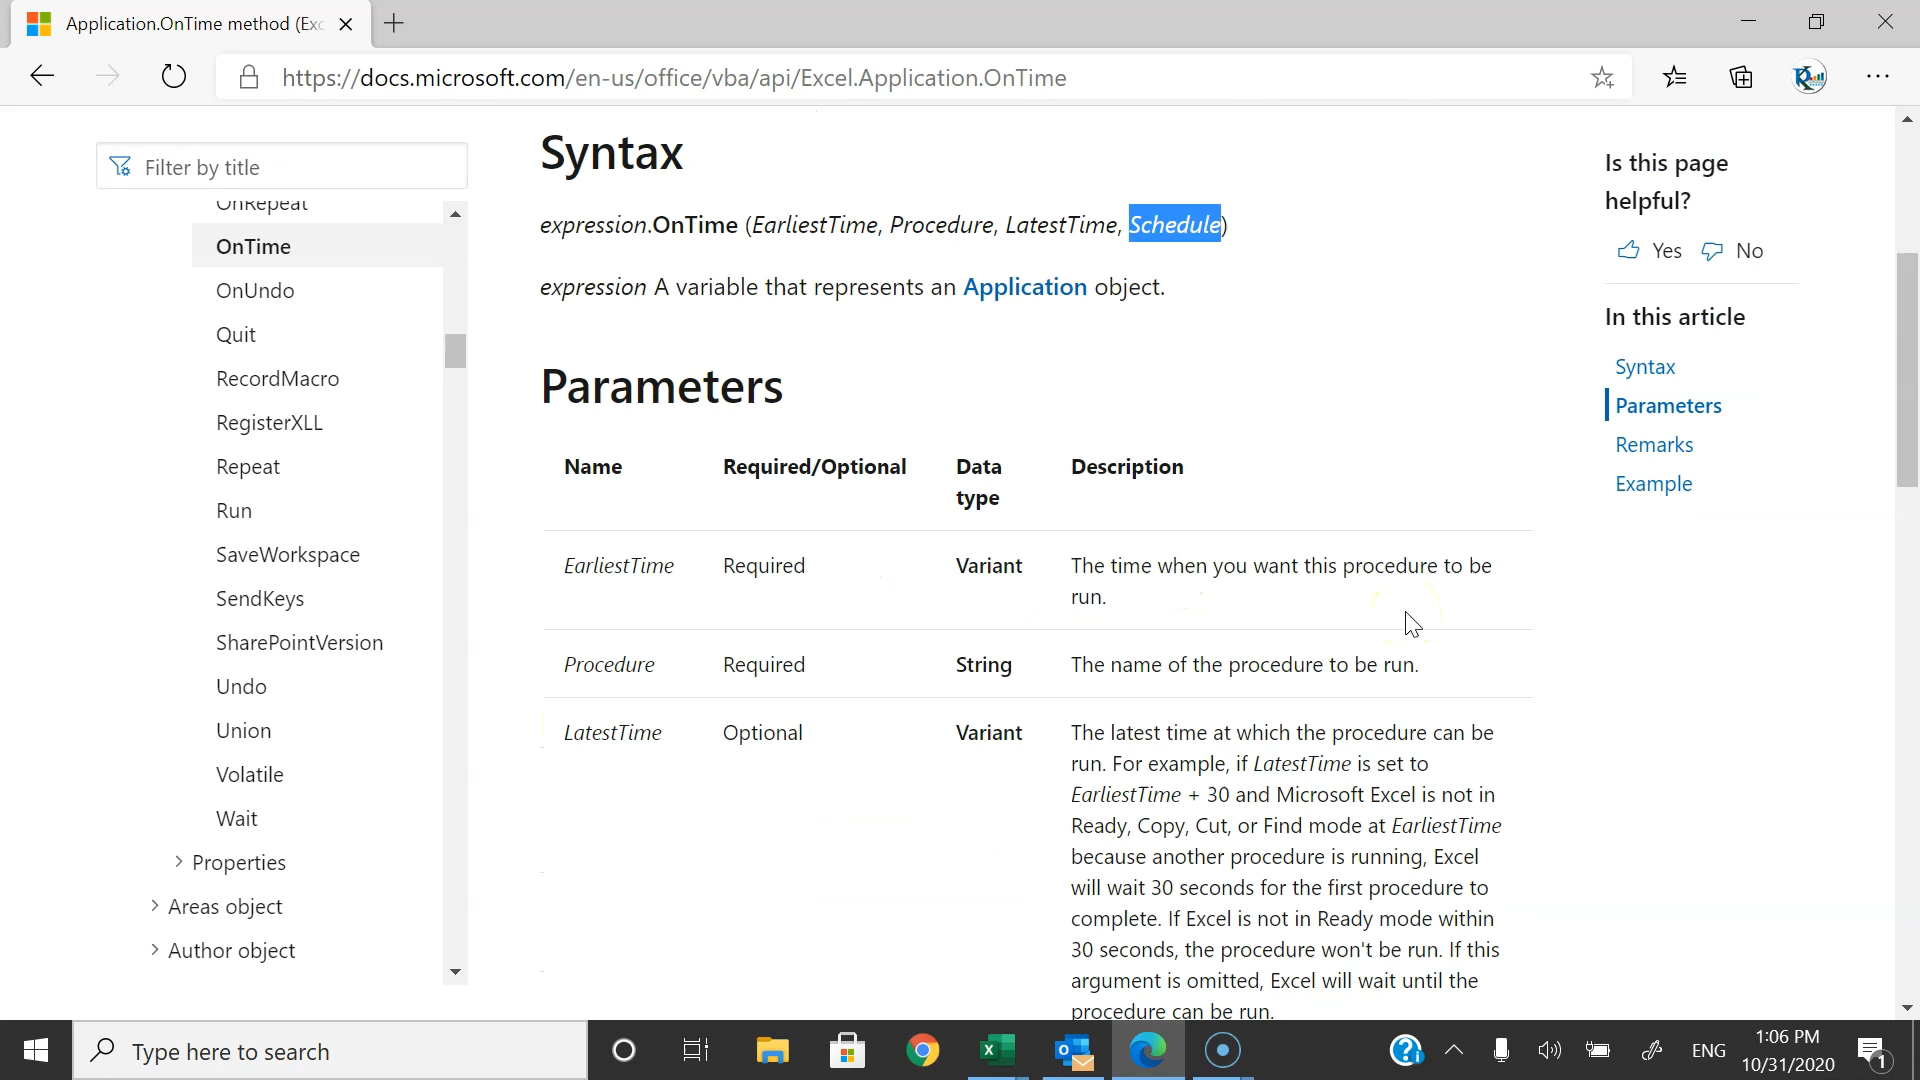 Application.OnTime method (Exc
https://docs.microsoft.com/en-us/office/vba/api/Excel.Application.OnTime
Filter by title
OnRepeat
OnTime
OnUndo
Quit
RecordMacro
RegisterXLL
Repeat
Run
SaveWorkspace
SendKeys
SharePointVersion
Undo
Union
Volatile
Wait
Properties
Areas object
Author object
Syntax
expression.OnTime (EarliestTime, Procedure, LatestTime, Schedule)
expression A variable that represents an Application object.
Parameters
Name Required/Optional Data type Description
EarliestTime Required Variant The time when you want this procedure to be
run.
Procedure Required String The name of the procedure to be run.
LatestTime Optional Variant The latest time at which the procedure can be
run. For example, if LatestTime is set to
EarliestTime + 30 and Microsoft Excel is not in
Ready, Copy, Cut, or Find mode at EarliestTime
because another procedure is running, Excel
will wait 30 seconds for the first procedure to
complete. If Excel is not in Ready mode within
30 seconds, the procedure won't be run. If this
argument is omitted, Excel will wait until the
procedure can be run.
Is this page
helpful?
Yes No
In this article
Syntax
Parameters
Remarks
Example
Type here to search
ENG
1:06 PM
10/31/2020
1